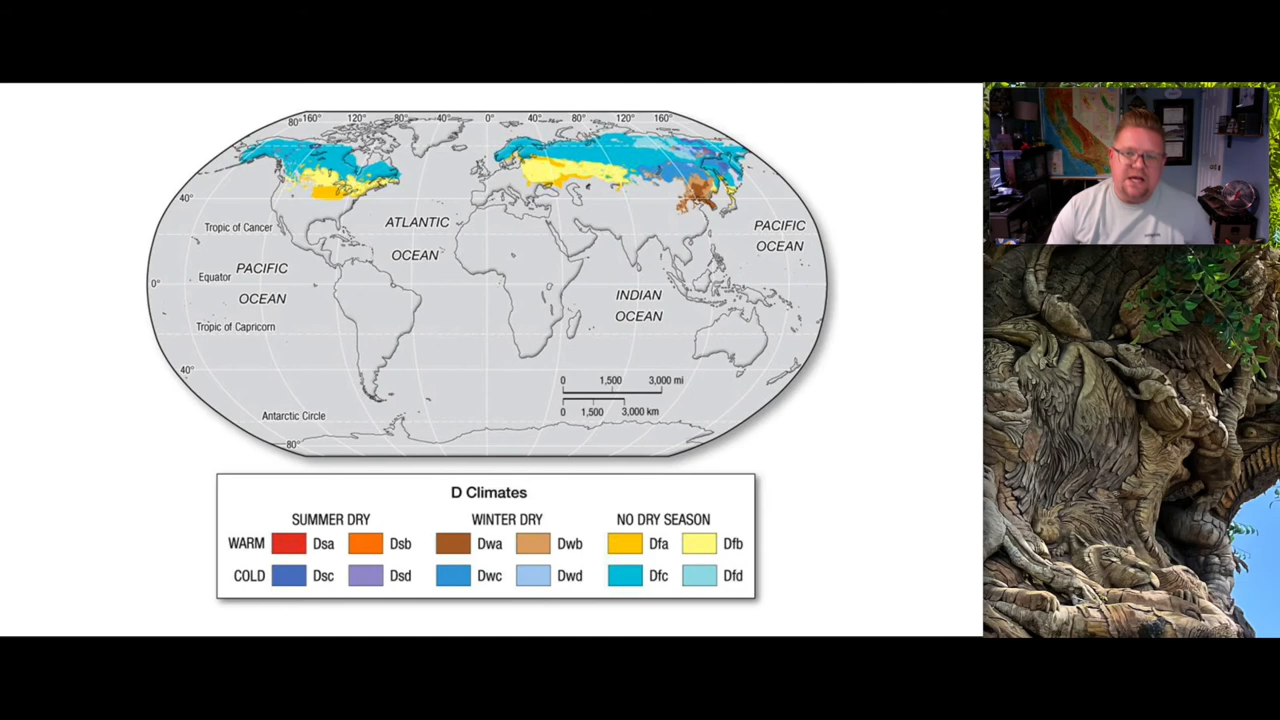 80° 160° 120° 80° 40° 0° 40° 80° 120° 160°
40°
Tropic of Cancer
ATLANTIC
OCEAN
PACIFIC
OCEAN
Equator
0°
PACIFIC
OCEAN
INDIAN
OCEAN
Tropic of Capricorn
40°
0 1,500 3,000 mi
0 1,500 3,000 km
Antarctic Circle
80°
D Climates
SUMMER DRY WINTER DRY NO DRY SEASON
WARM Dsa Dsb Dwa Dwb Dfa Dfb
COLD Dsc Dsd Dwc Dwd Dfc Dfd